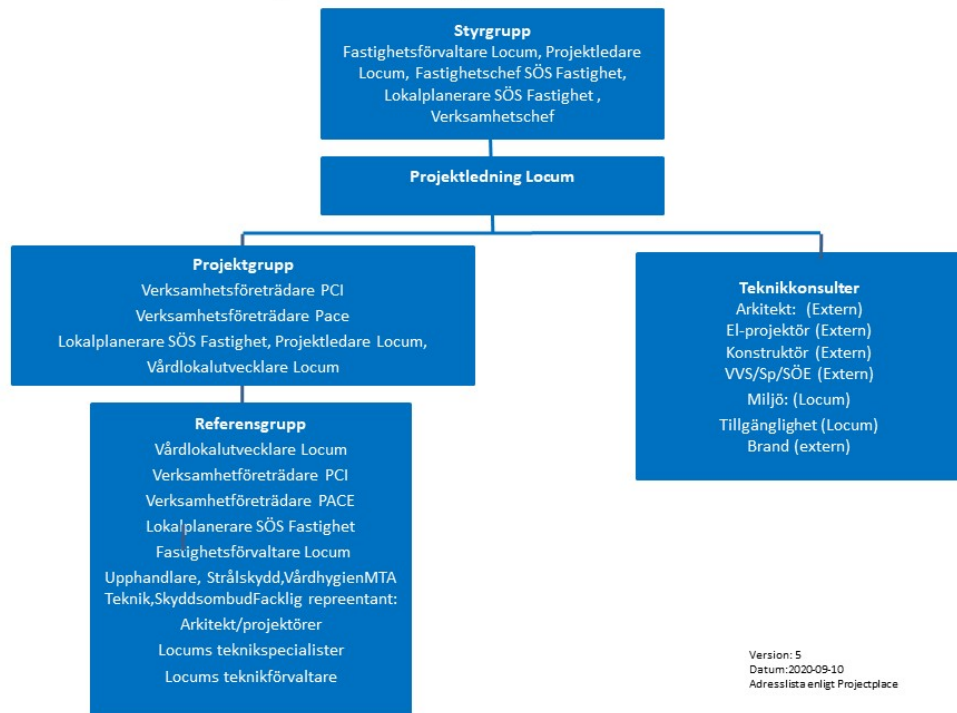 Styrgrupp
Fastighetsförvaltare Locum, Projektledare
Locum, Fastighetschef SÖS Fastighet,
Lokalplanerare SÖS Fastighet ,
Verksamhetschef
Projektledning Locum
Projektgrupp
Verksamhetsföreträdare PCI
Verksamhetsföreträdare Pace
Lokalplanerare SÖS Fastighet, Projektledare Locum,
Vårdlokalutvecklare Locum
Referensgrupp
Vårdlokalutvecklare Locum
Verksamhetföreträdare PCI
Verksamhetföreträdare PACE
Lokalplanerare SÖS Fastighet
Fastighetsförvaltare Locum
Upphandlare, Strålskydd,VårdhygienMTA
Teknik,SkyddsombudFacklig repreentant:
Arkitekt/projektörer
Locums teknikspecialister
Locums teknikförvaltare
Teknikkonsulter
Arkitekt: (Extern)
El-projektör (Extern)
Konstruktör (Extern)
VVS/Sp/SÖE (Extern)
Miljö: (Locum)
Tillgänglighet (Locum)
Brand (extern)
Version: 5
Datum:2020-09-10
Adresslista enligt Projectplace